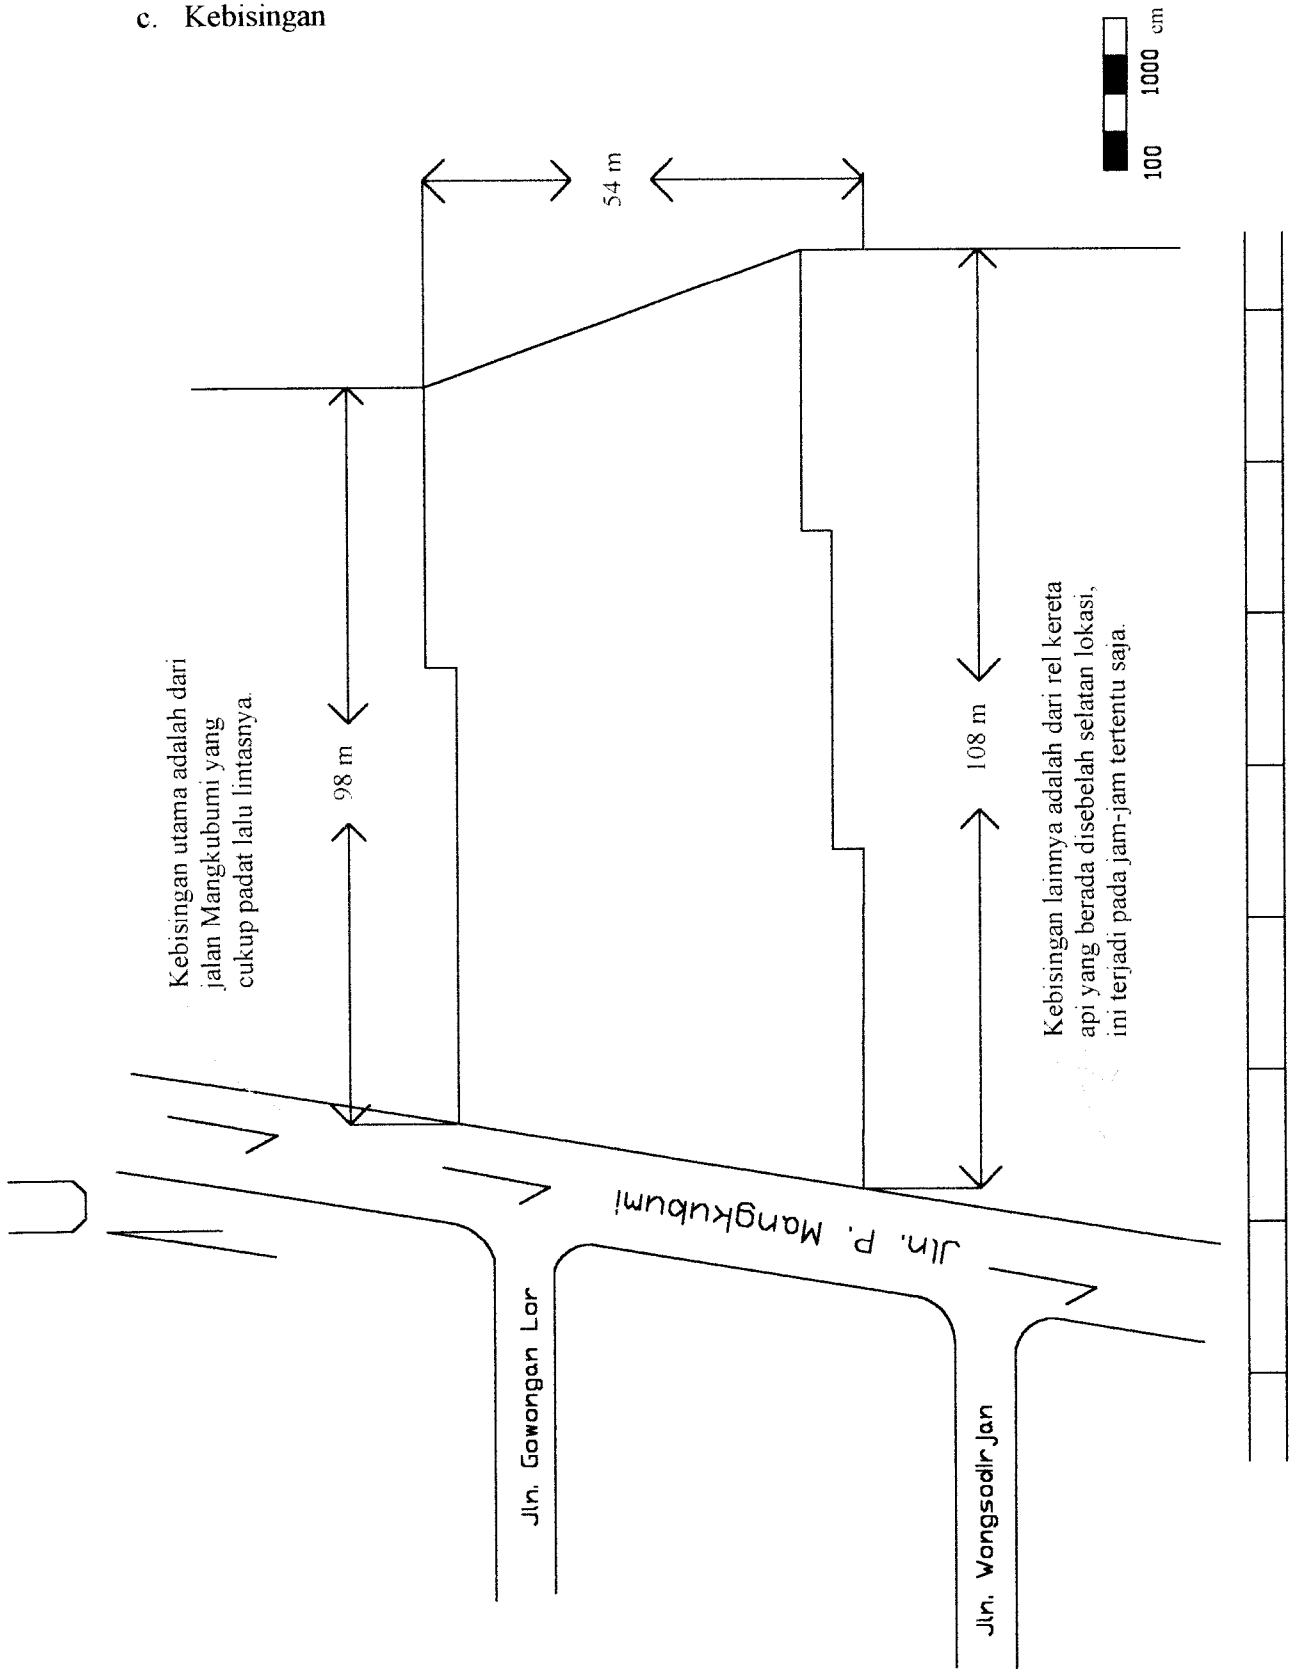 c. Kebisingan
Kebisingan utama adalah dari
jalan Mangkubumi yang
cukup padat lalu lintasnya.
98 m
54 m
108 m
Kebisingan lainnya adalah dari rel kereta
api yang berada disebelah selatan lokasi,
ini terjadi pada jam-jam tertentu saja.
100 1000 cm
Jln. P. Mangkubumi
Jln. Gowongan Lor
Jln. Wongsodirjan